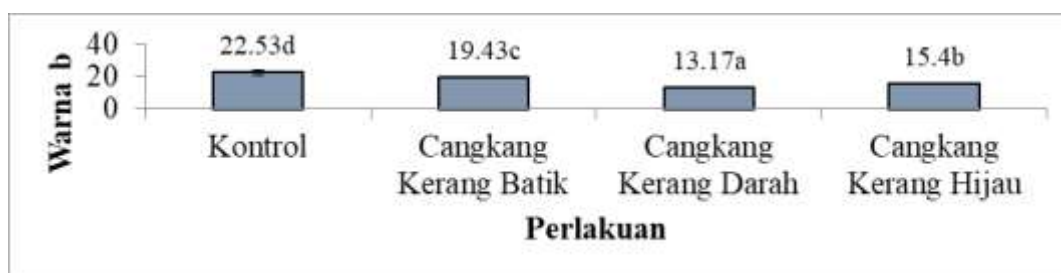 Warna b
40
20
0
22.53d
19.43c
13.17a
15.4b
Kontrol
Cangkang
Kerang Batik
Cangkang
Kerang Darah
Cangkang
Kerang Hijau
Perlakuan